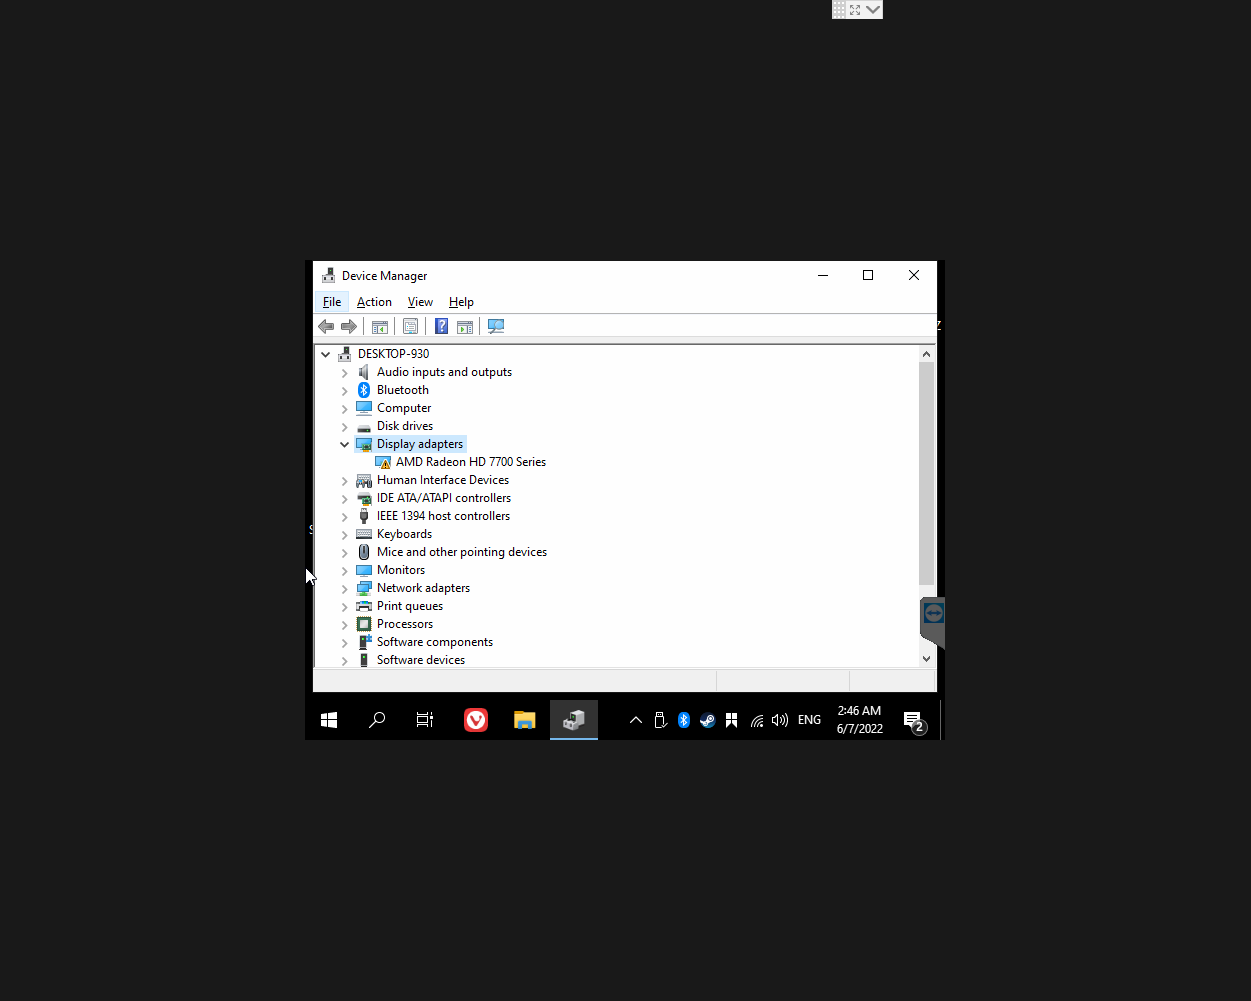 Device Manager
File Action View Help
DESKTOP-930
Audio inputs and outputs
Bluetooth
Computer
Disk drives
Display adapters
AMD Radeon HD 7700 Series
Human Interface Devices
IDE ATA/ATAPI controllers
IEEE 1394 host controllers
Keyboards
Mice and other pointing devices
Monitors
Network adapters
Print queues
Processors
Software components
Software devices
ENG
2:46 AM
6/7/2022
2